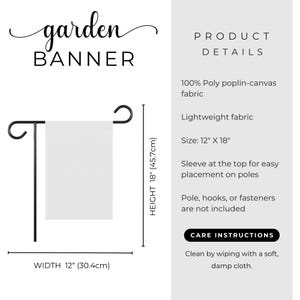 garden
BANNER
HEIGHT 18" (45.7cm)
WIDTH 12" (30.4cm)
PRODUCT
DETAILS
100% Poly poplin-canvas
fabric
Lightweight fabric
Size: 12" X 18"
Sleeve at the top for easy
placement on poles
Pole, hooks, or fasteners
are not included
CARE INSTRUCTIONS
Clean by wiping with a soft,
damp cloth.